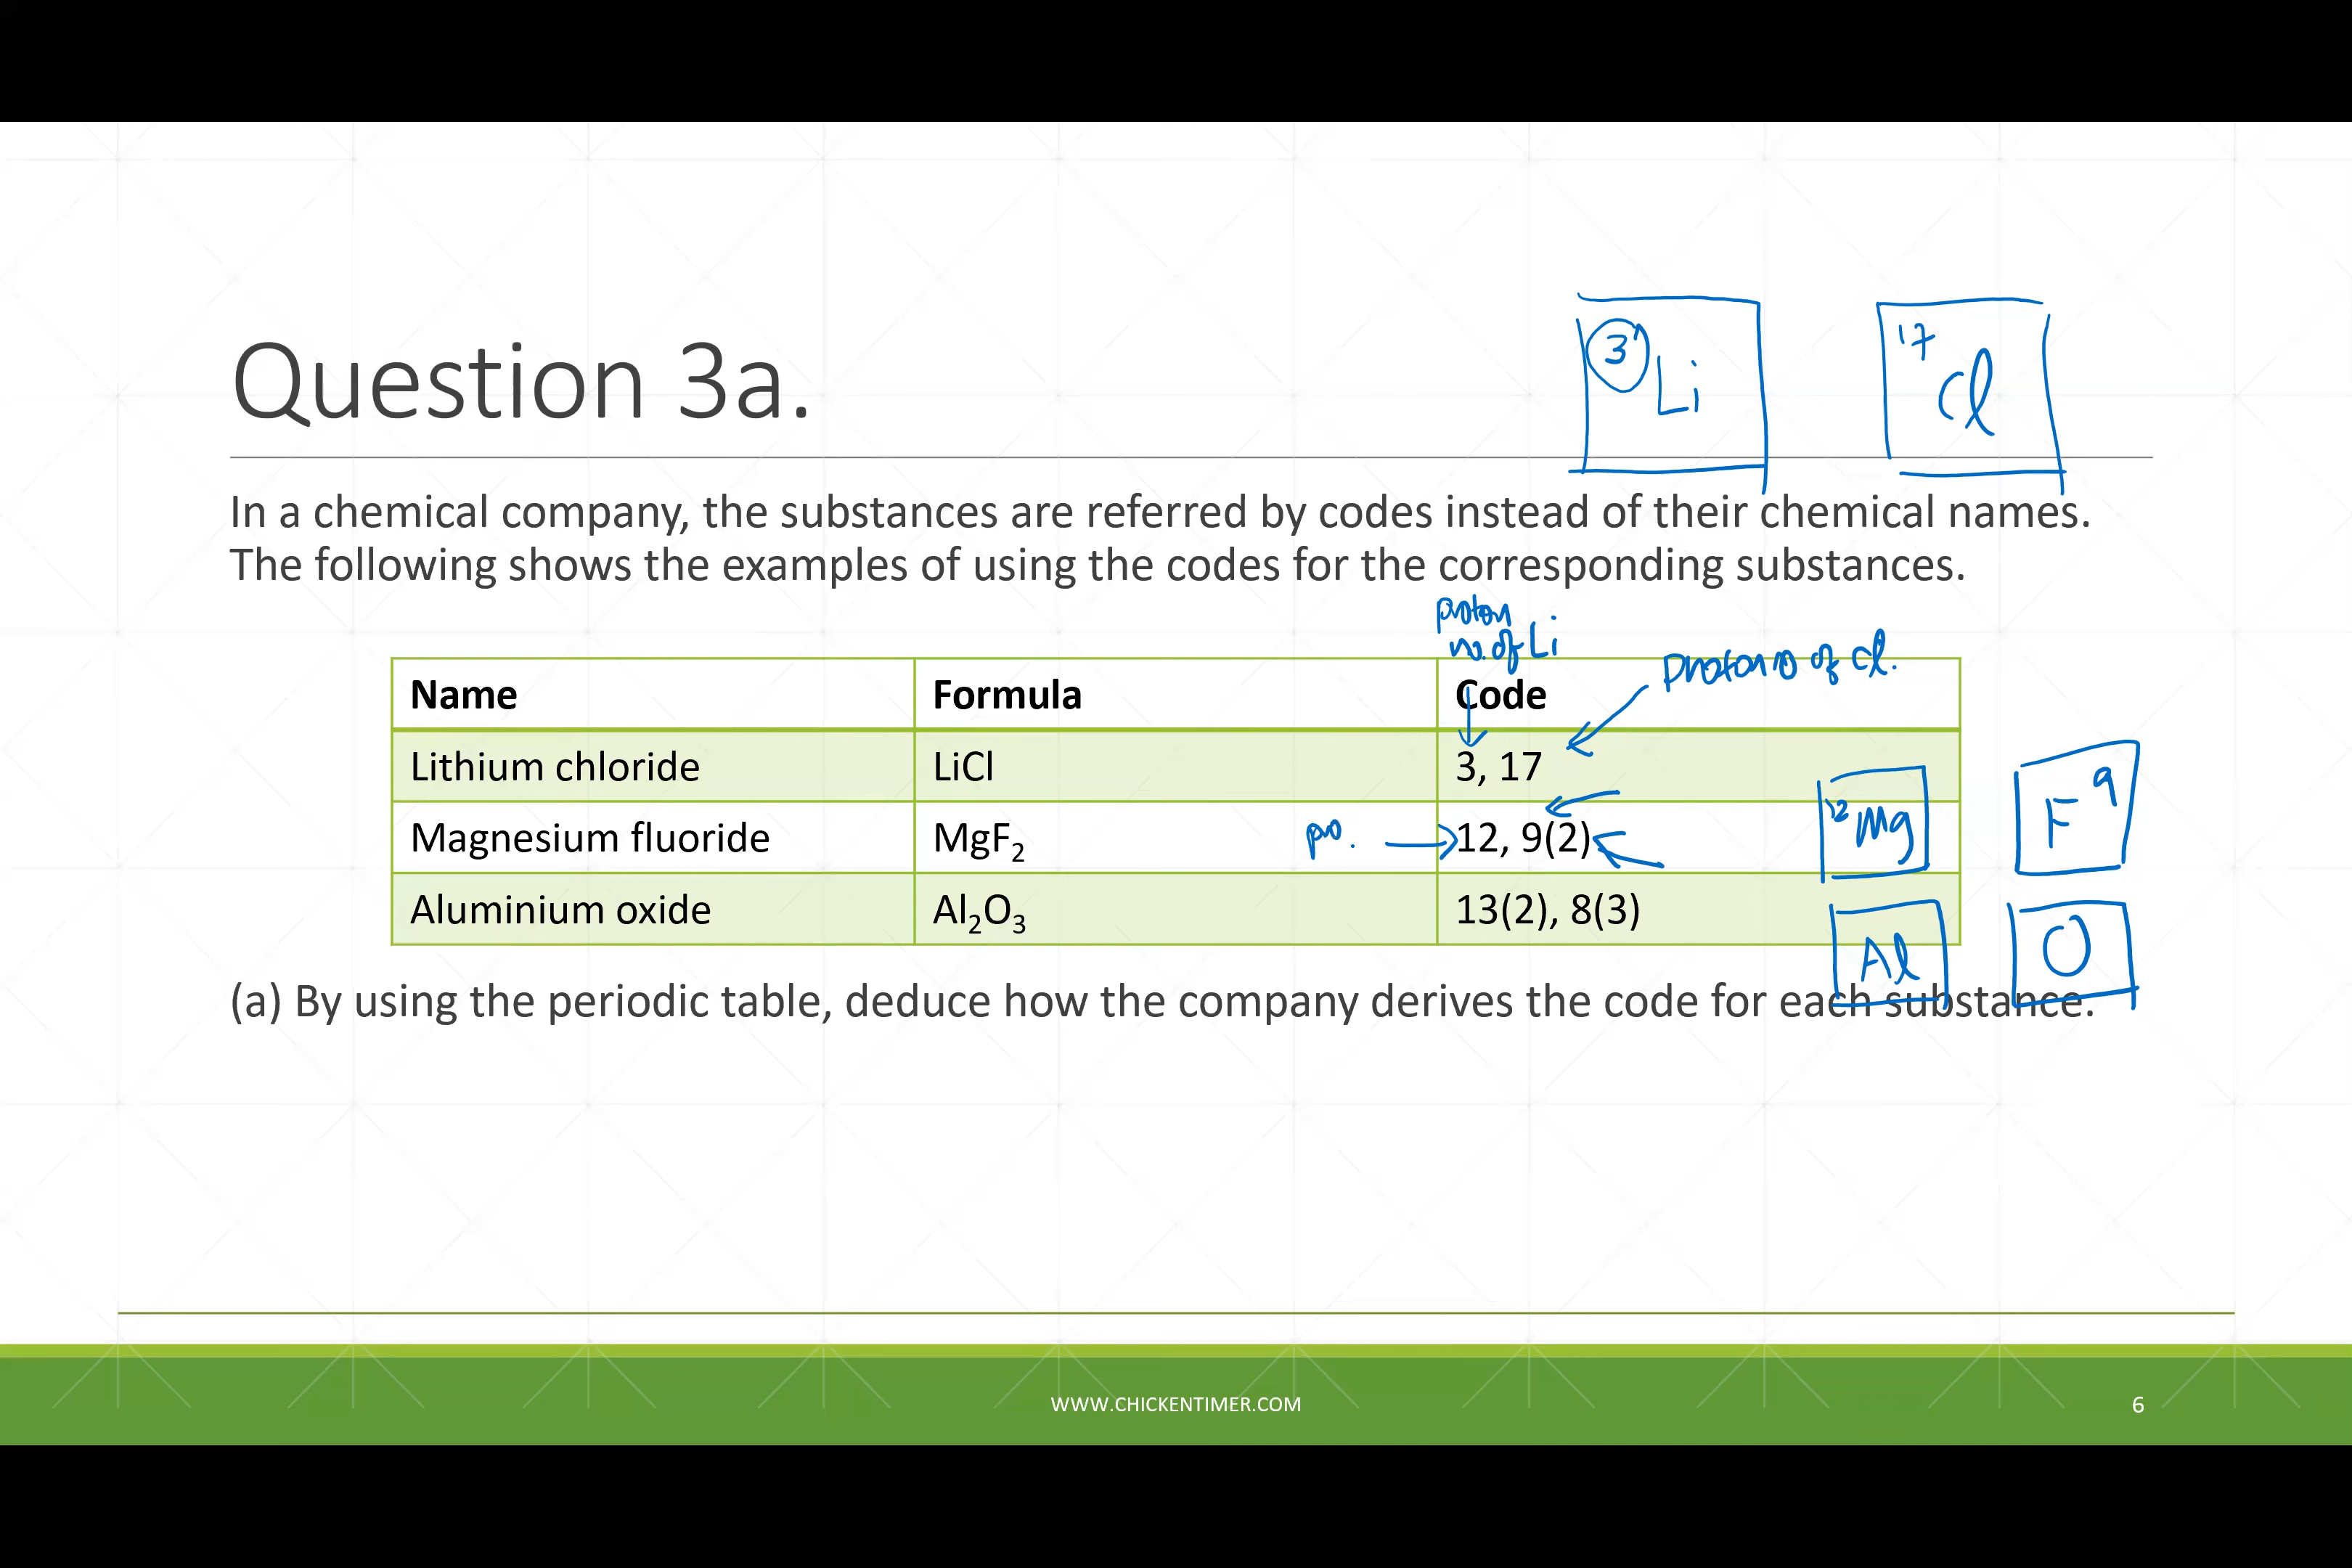 3 Li
17 Cl
Question 3a.
In a chemical company, the substances are referred by codes instead of their chemical names.
The following shows the examples of using the codes for the corresponding substances.
proton
no. of Li
proton no of Cl.
Name Formula Code
Lithium chloride LiCl 3, 17
Magnesium fluoride MgF₂ pro. 12, 9(2) 12 Mg F 9
Aluminium oxide Al₂O₃ 13(2), 8(3)
Al O
(a) By using the periodic table, deduce how the company derives the code for each substance.
WWW.CHICKENTIMER.COM 6